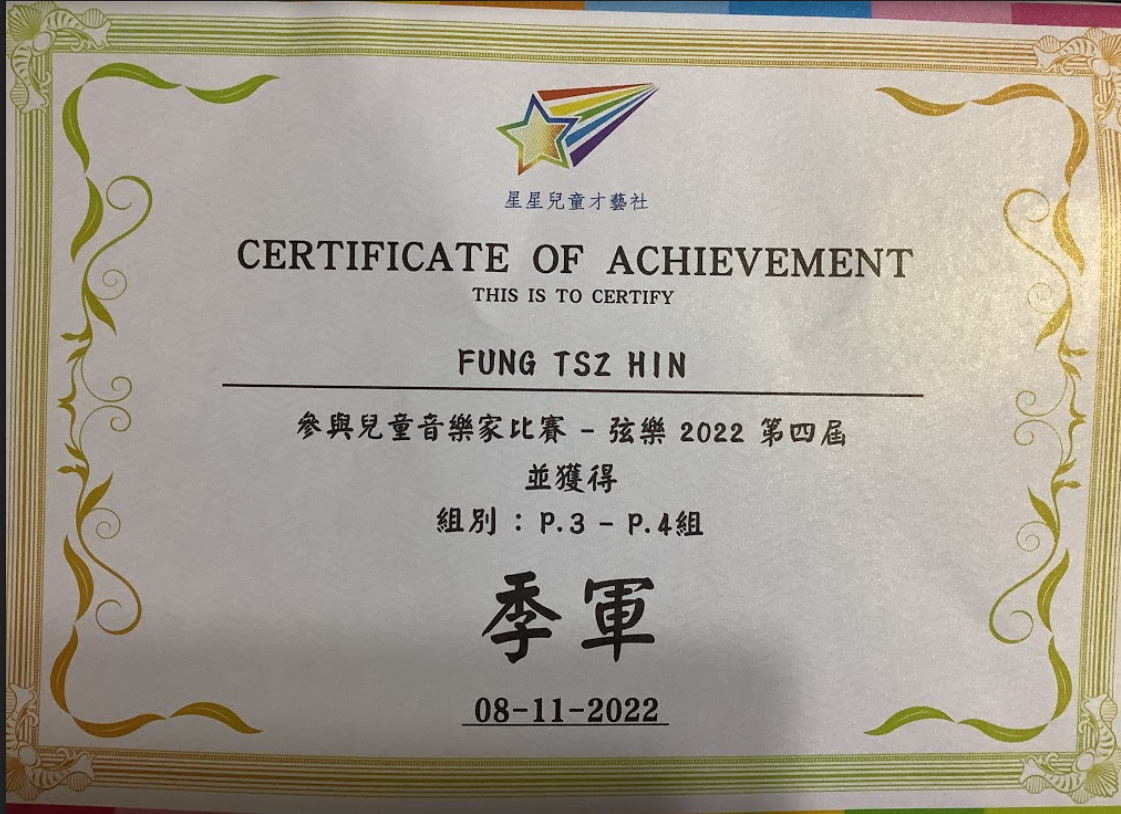 星星兒童才藝社
CERTIFICATE OF ACHIEVEMENT
THIS IS TO CERTIFY
FUNG TSZ HIN
參與兒童音樂家比賽 - 弦樂 2022 第四屆
並獲得
組別 : P.3 - P.4組
季軍
08-11-2022